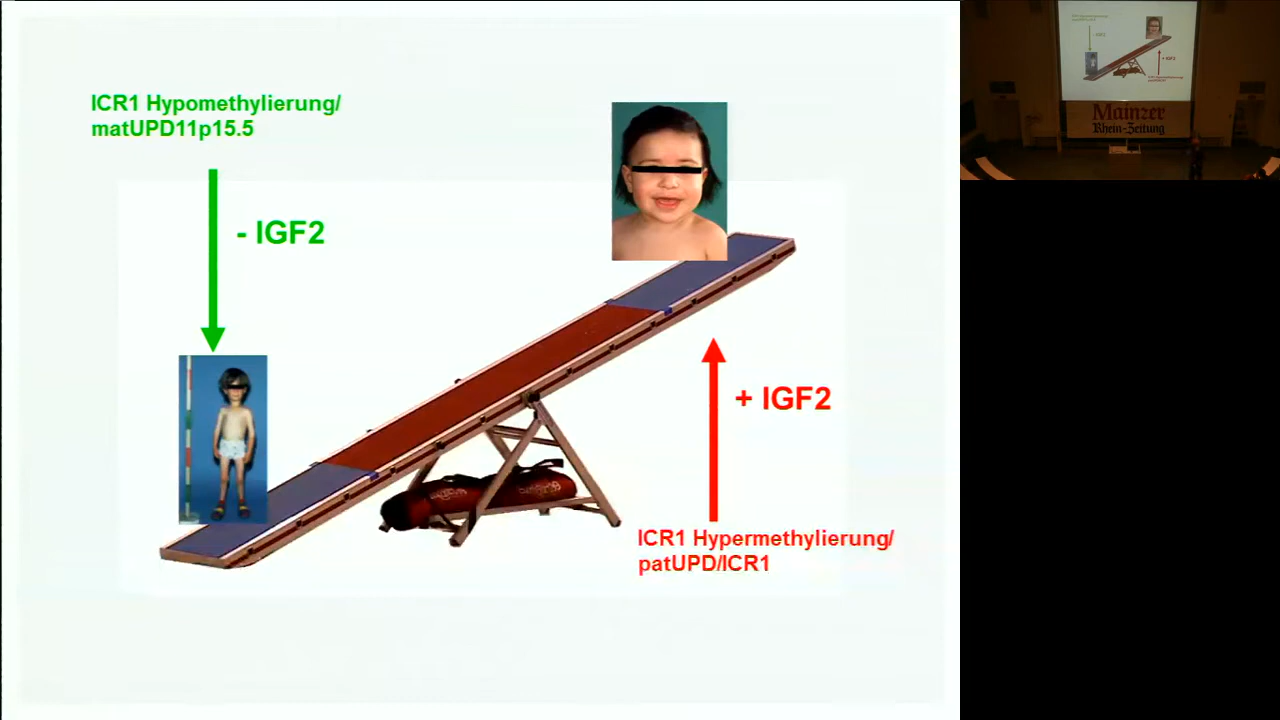 ICR1 Hypomethylierung/
matUPD11p15.5
- IGF2
+ IGF2
ICR1 Hypermethylierung/
patUPD/ICR1
Mainzer
Rhein-Zeitung